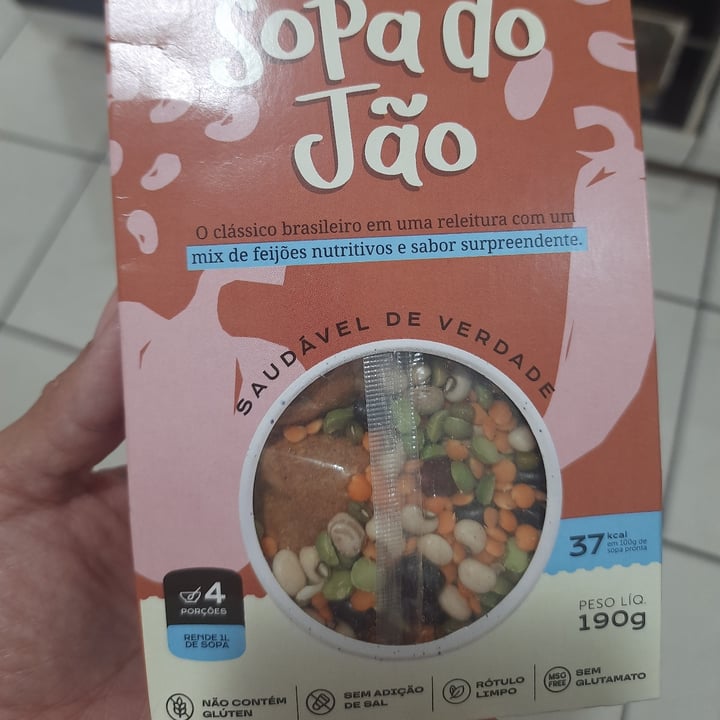 Sopa do
Jão
O clássico brasileiro em uma releitura com um
mix de feijões nutritivos e sabor surpreendente.
SAUDÁVEL DE VERDADE
37 kcal
em 100g de
sopa pronta
4
PORÇÕES
RENDE 1L
DE SOPA
PESO LÍQ.
190g
NÃO CONTÉM
GLÚTEN
SEM ADIÇÃO
DE SAL
RÓTULO
LIMPO
MSG
FREE
SEM
GLUTAMATO